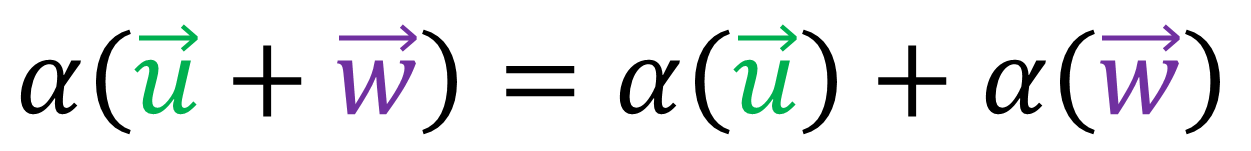 α(u⃗ + w⃗) = α(u⃗) + α(w⃗)